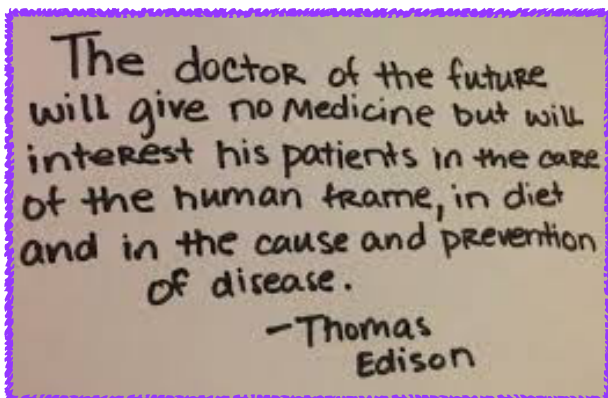 The doctor of the future
will give no medicine but will
interest his patients in the care
of the human frame, in diet
and in the cause and prevention
of disease.
-Thomas
Edison